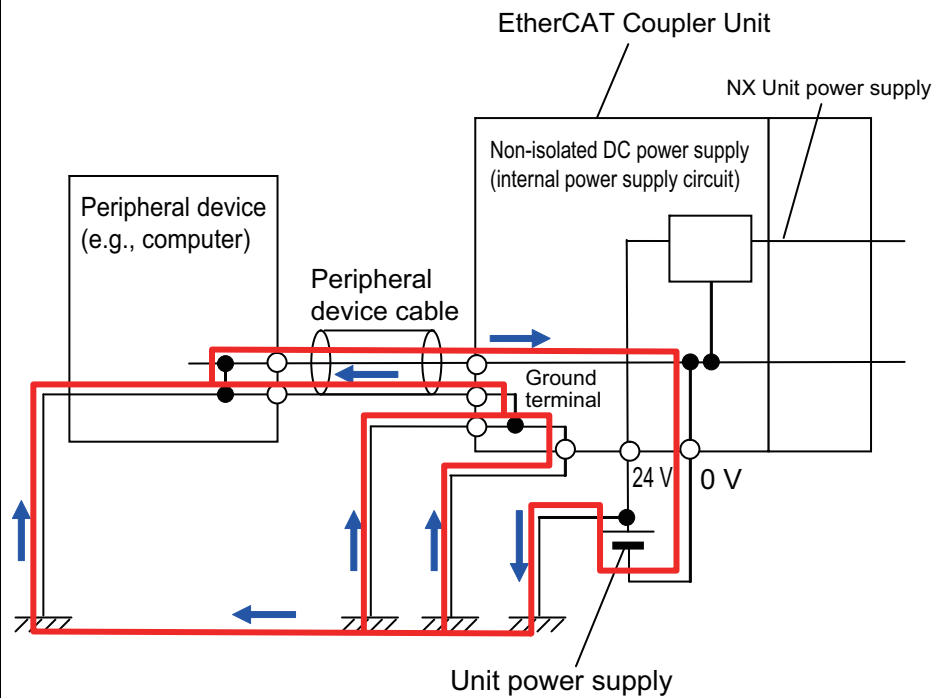 EtherCAT Coupler Unit
NX Unit power supply
Non-isolated DC power supply
(internal power supply circuit)
Peripheral device
(e.g., computer)
Peripheral
device cable
Ground
terminal
24 V
0 V
Unit power supply